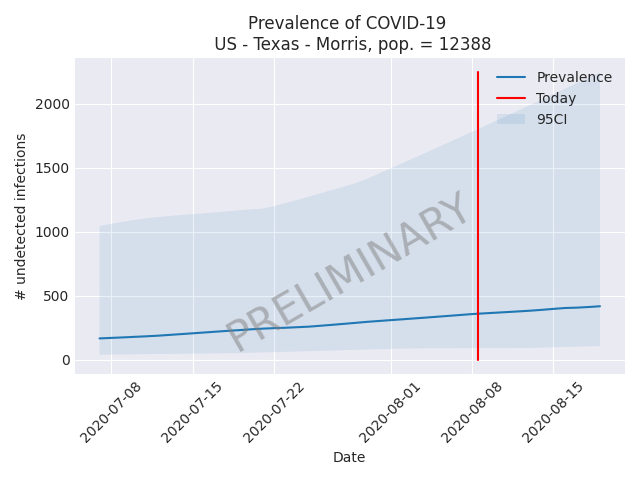 Prevalence of COVID-19
US - Texas - Morris, pop. = 12388
Prevalence
Today
95CI
# undetected infections
2000
1500
1000
500
0
PRELIMINARY
2020-07-08
2020-07-15
2020-07-22
2020-08-01
2020-08-08
2020-08-15
Date